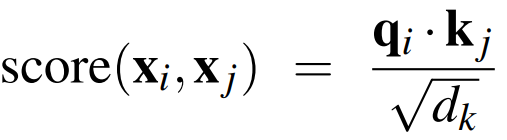 score(𝐱ᵢ, 𝐱ⱼ) = 𝐪ᵢ · 𝐤ⱼ / √dₖ